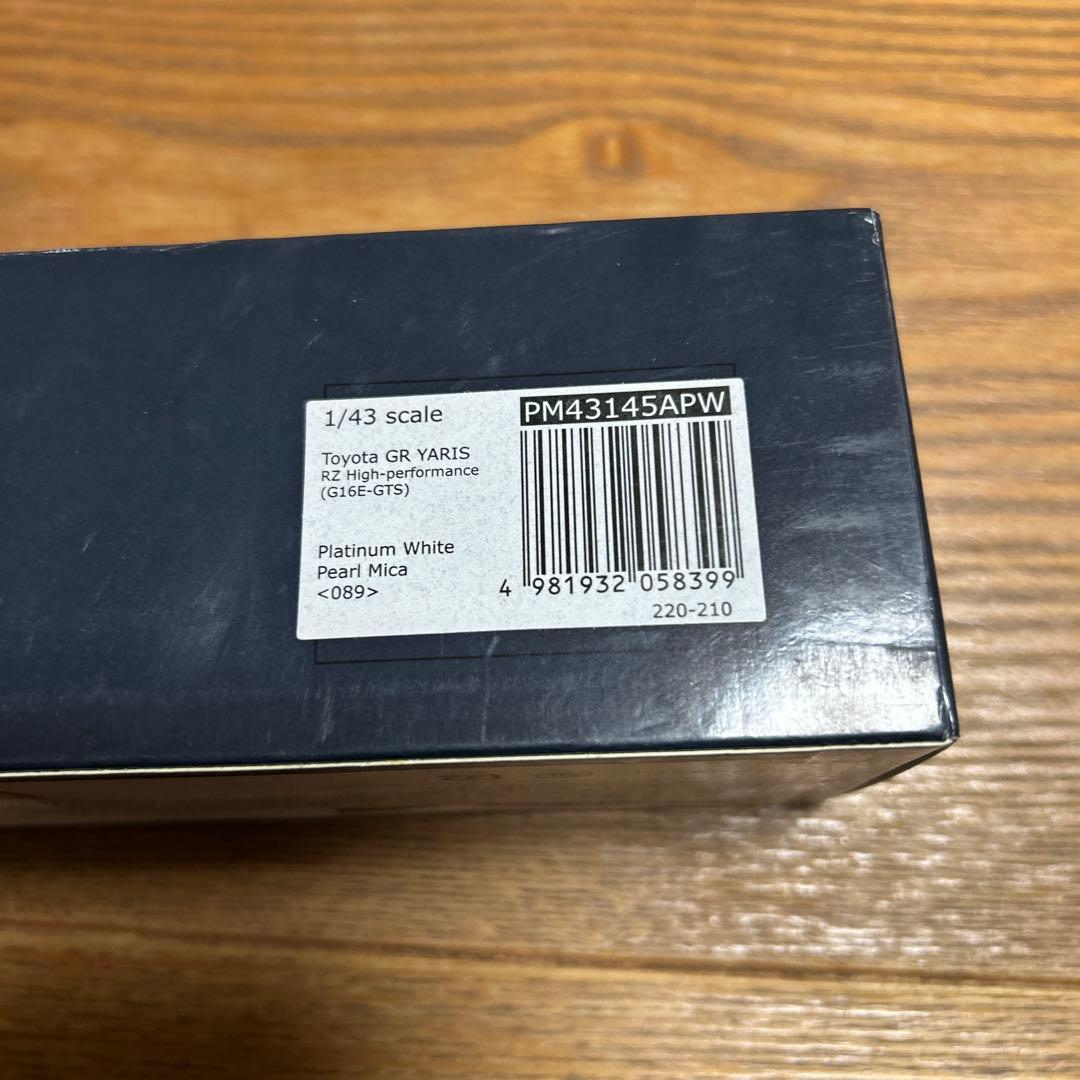 1/43 scale
PM43145APW
Toyota GR YARIS
RZ High-performance
(G16E-GTS)
Platinum White
Pearl Mica
<089>
4 981932 058399
220-210